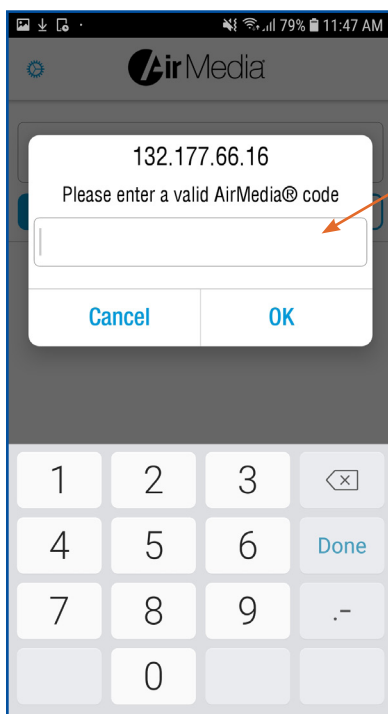 79% 11:47 AM
AirMedia
132.177.66.16
Please enter a valid AirMedia® code
Cancel OK
1 2 3
4 5 6 Done
7 8 9 .-
0